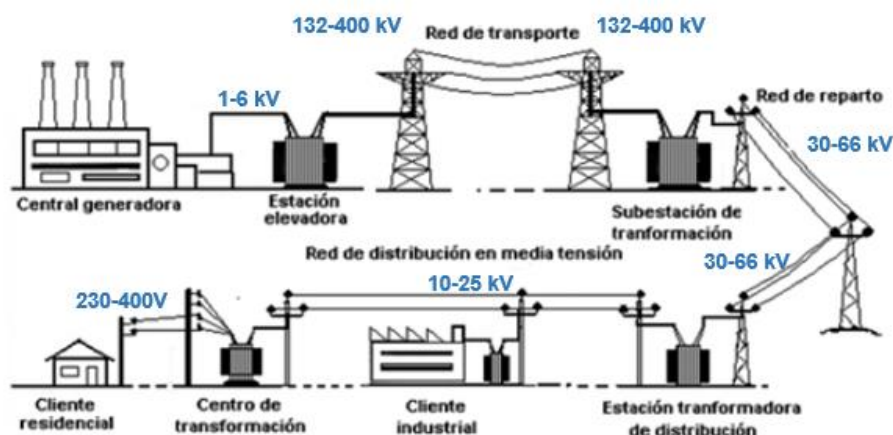 132-400 kV
Red de transporte
132-400 kV
1-6 kV
Red de reparto
30-66 kV
Central generadora
Estación
elevadora
Subestación de
tranformación
Red de distribución en media tensión
30-66 kV
10-25 kV
230-400V
Cliente
residencial
Centro de
transformación
Cliente
industrial
Estación tranformadora
de distribución